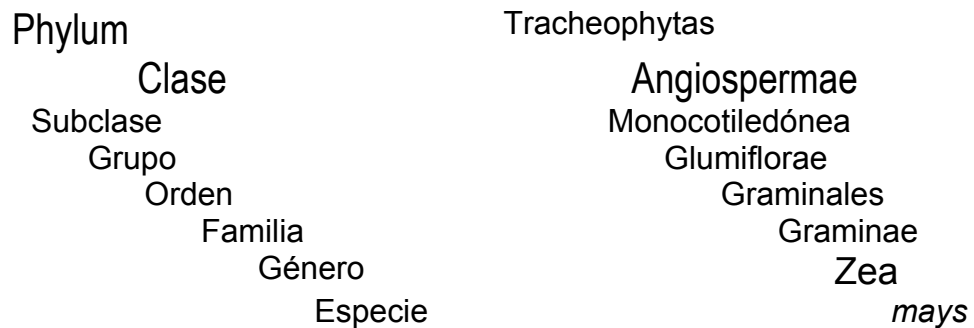 Phylum Tracheophytas
Clase Angiospermae
Subclase Monocotiledónea
Grupo Glumiflorae
Orden Graminales
Familia Graminae
Género Zea
Especie mays